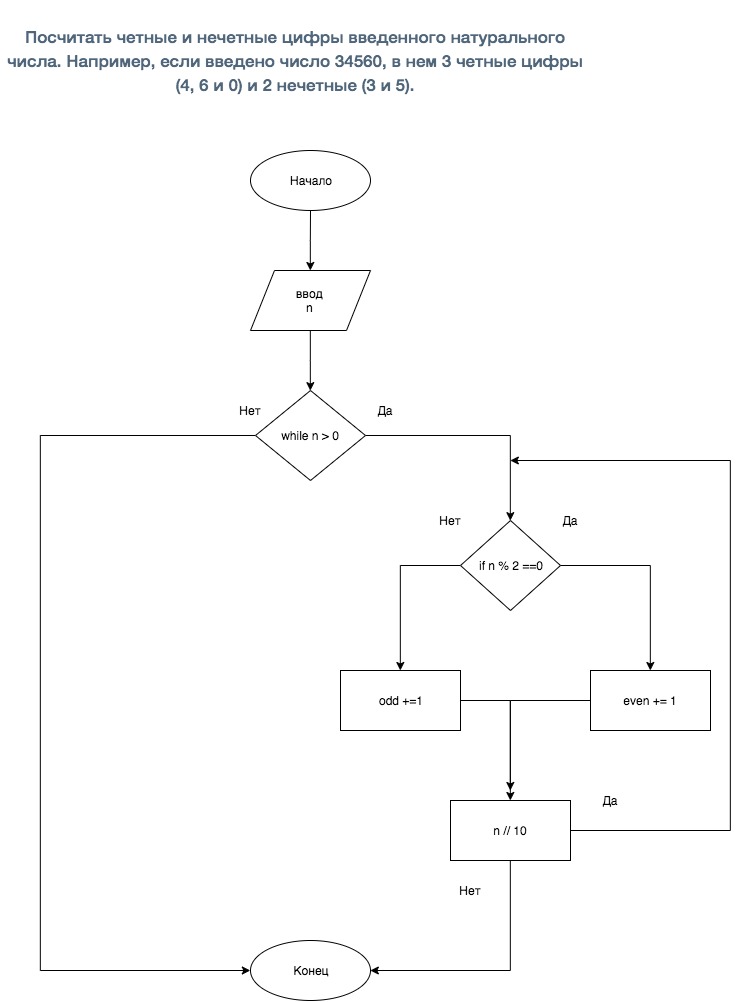 Посчитать четные и нечетные цифры введенного натурального
числа. Например, если введено число 34560, в нем 3 четные цифры
(4, 6 и 0) и 2 нечетные (3 и 5).
Начало
ввод
n
Нет
Да
while n > 0
Нет
Да
if n % 2 ==0
odd +=1
even += 1
Да
n // 10
Нет
Конец